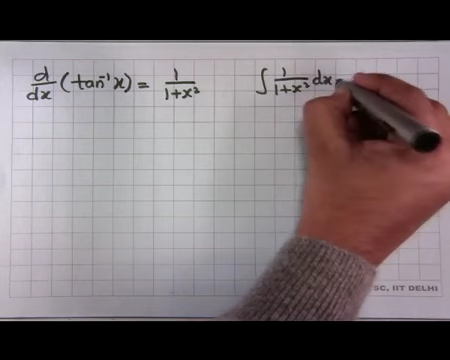 d/dx (tan⁻¹x) = 1/1+x² ∫ 1/1+x² dx =
SC, IIT DELHI